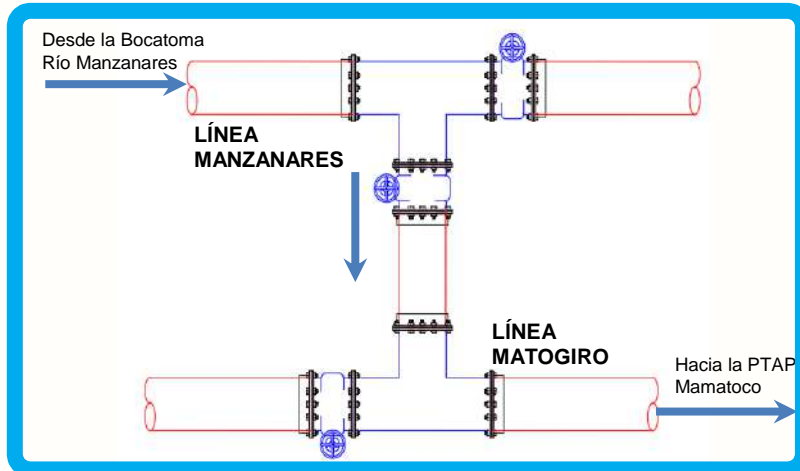 Desde la Bocatoma
Río Manzanares
LÍNEA
MANZANARES
LÍNEA
MATOGIRO
Hacia la PTAP
Mamatoco